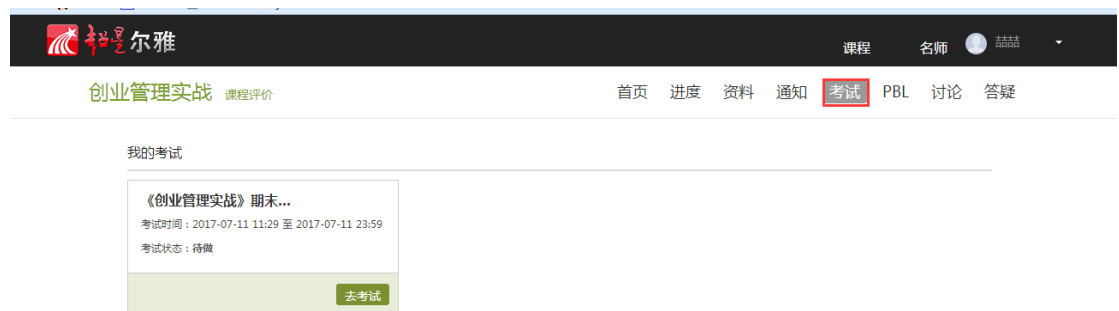 超星尔雅
课程 名师 喆喆
创业管理实战 课程评价
首页 进度 资料 通知 考试 PBL 讨论 答疑
我的考试
《创业管理实战》期末...
考试时间：2017-07-11 11:29 至 2017-07-11 23:59
考试状态：待做
去考试